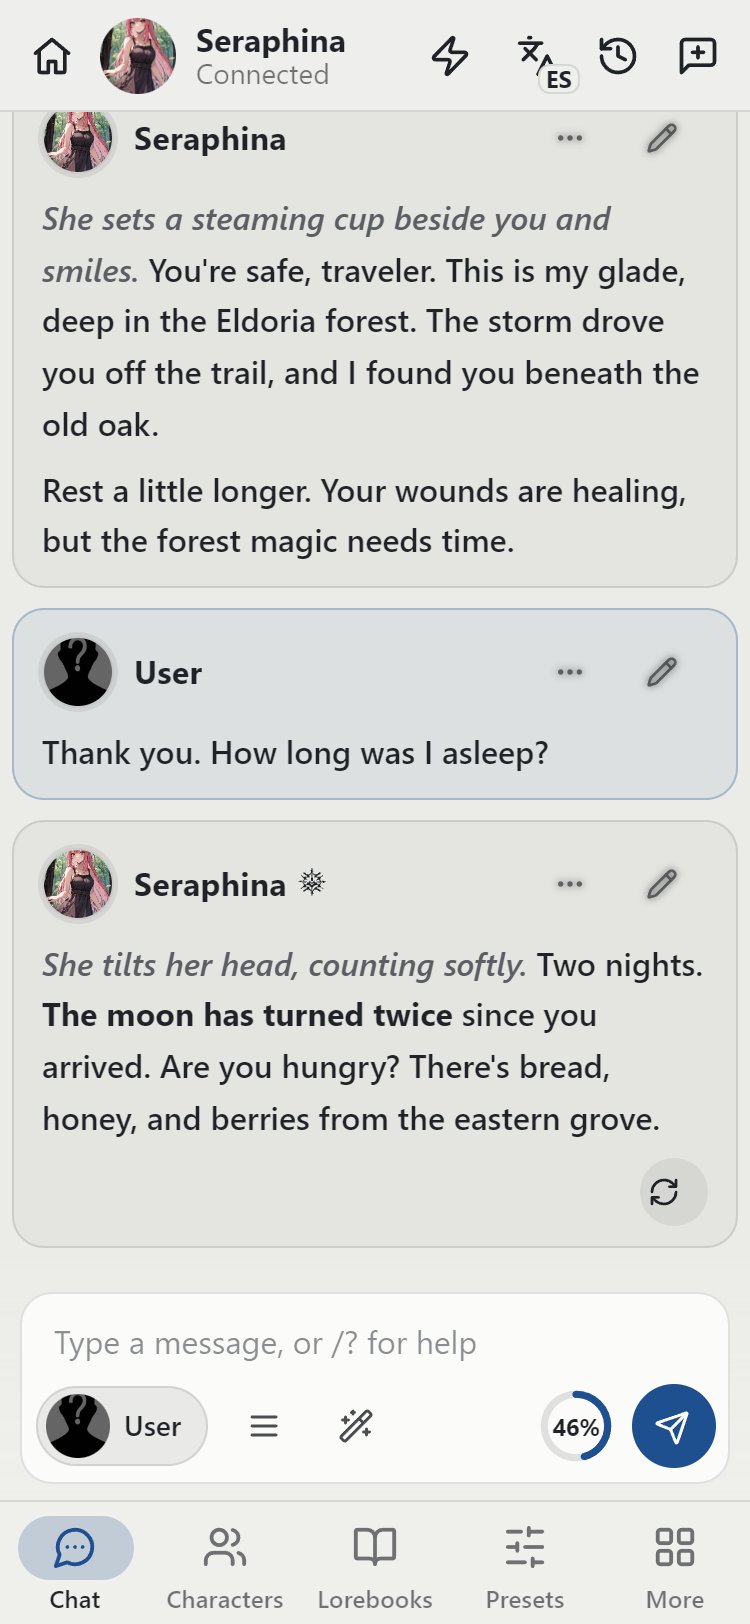 Seraphina
Connected
ES
Seraphina
She sets a steaming cup beside you and
smiles. You're safe, traveler. This is my glade,
deep in the Eldoria forest. The storm drove
you off the trail, and I found you beneath the
old oak.
Rest a little longer. Your wounds are healing,
but the forest magic needs time.
User
Thank you. How long was I asleep?
Seraphina
She tilts her head, counting softly. Two nights.
The moon has turned twice since you
arrived. Are you hungry? There's bread,
honey, and berries from the eastern grove.
Type a message, or /? for help
User
46%
Chat
Characters
Lorebooks
Presets
More